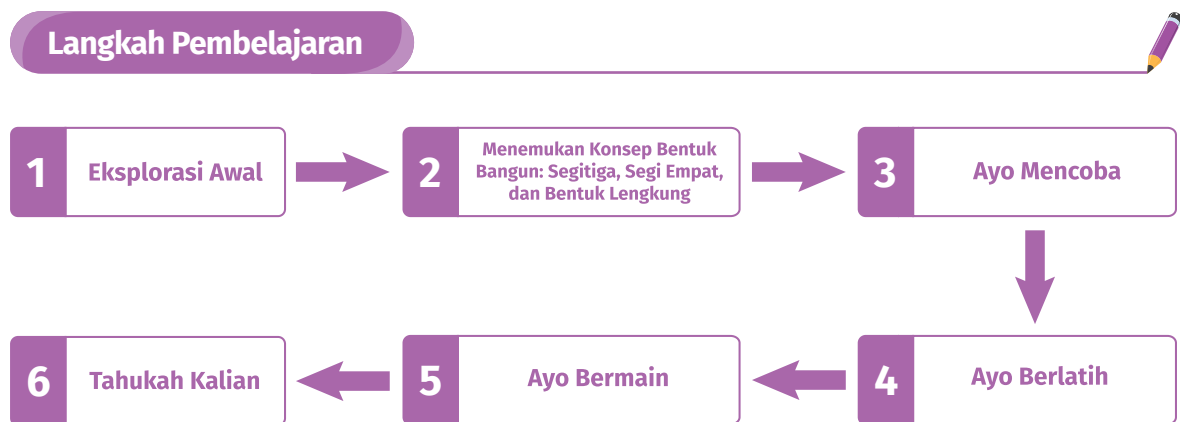 Langkah Pembelajaran
1
Eksplorasi Awal
2
Menemukan Konsep Bentuk
Bangun: Segitiga, Segi Empat,
dan Bentuk Lengkung
3
Ayo Mencoba
4
Ayo Berlatih
5
Ayo Bermain
6
Tahukah Kalian